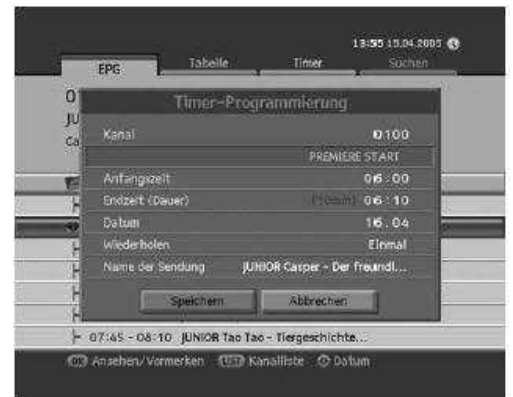 13:55 15.04.2005
EPG Tabelle Timer Suchen
Timer-Programmierung
Kanal 0100
PREMIERE START
Anfangszeit 06:00
Endzeit (Dauer) (10min) 06:10
Datum 16.04
Wiederholen Einmal
Name der Sendung JUNIOR Casper - Der freundl...
Speichern Abbrechen
07:45 - 08:10 JUNIOR Tao Tao - Tiergeschichte...
OK Ansehen/Vormerken LIST Kanalliste Datum